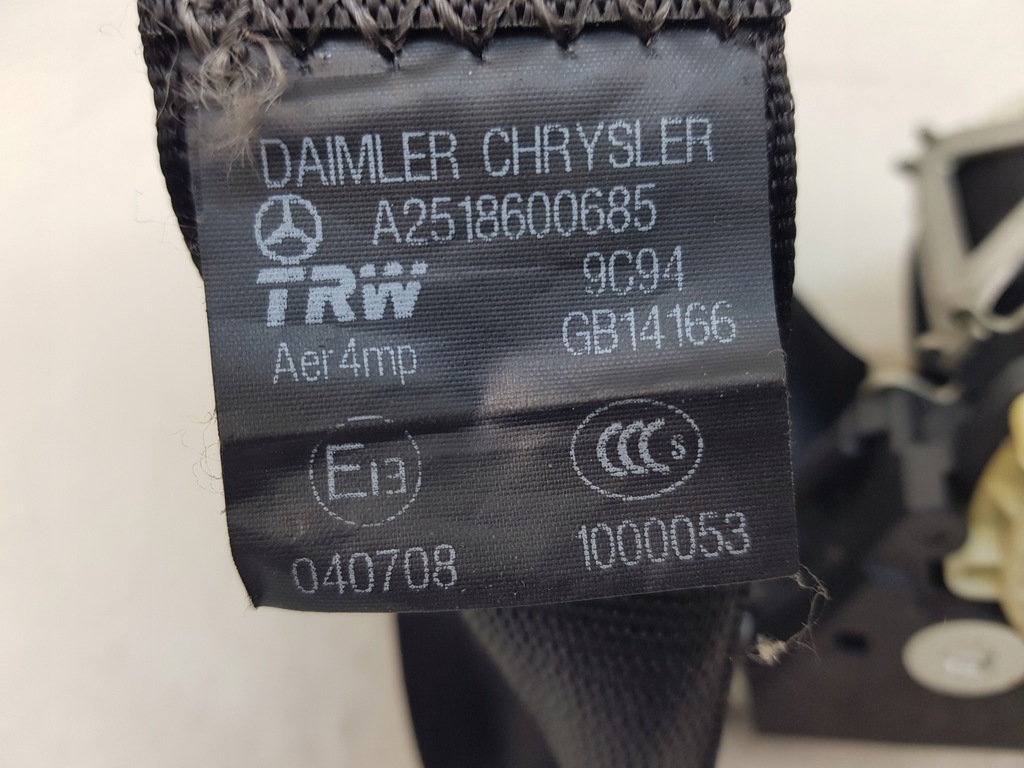 DAIMLER CHRYSLER
A2518600685
TRW 9C94
GB14166
Aer4mp
E13
CCC S
040708
1000053